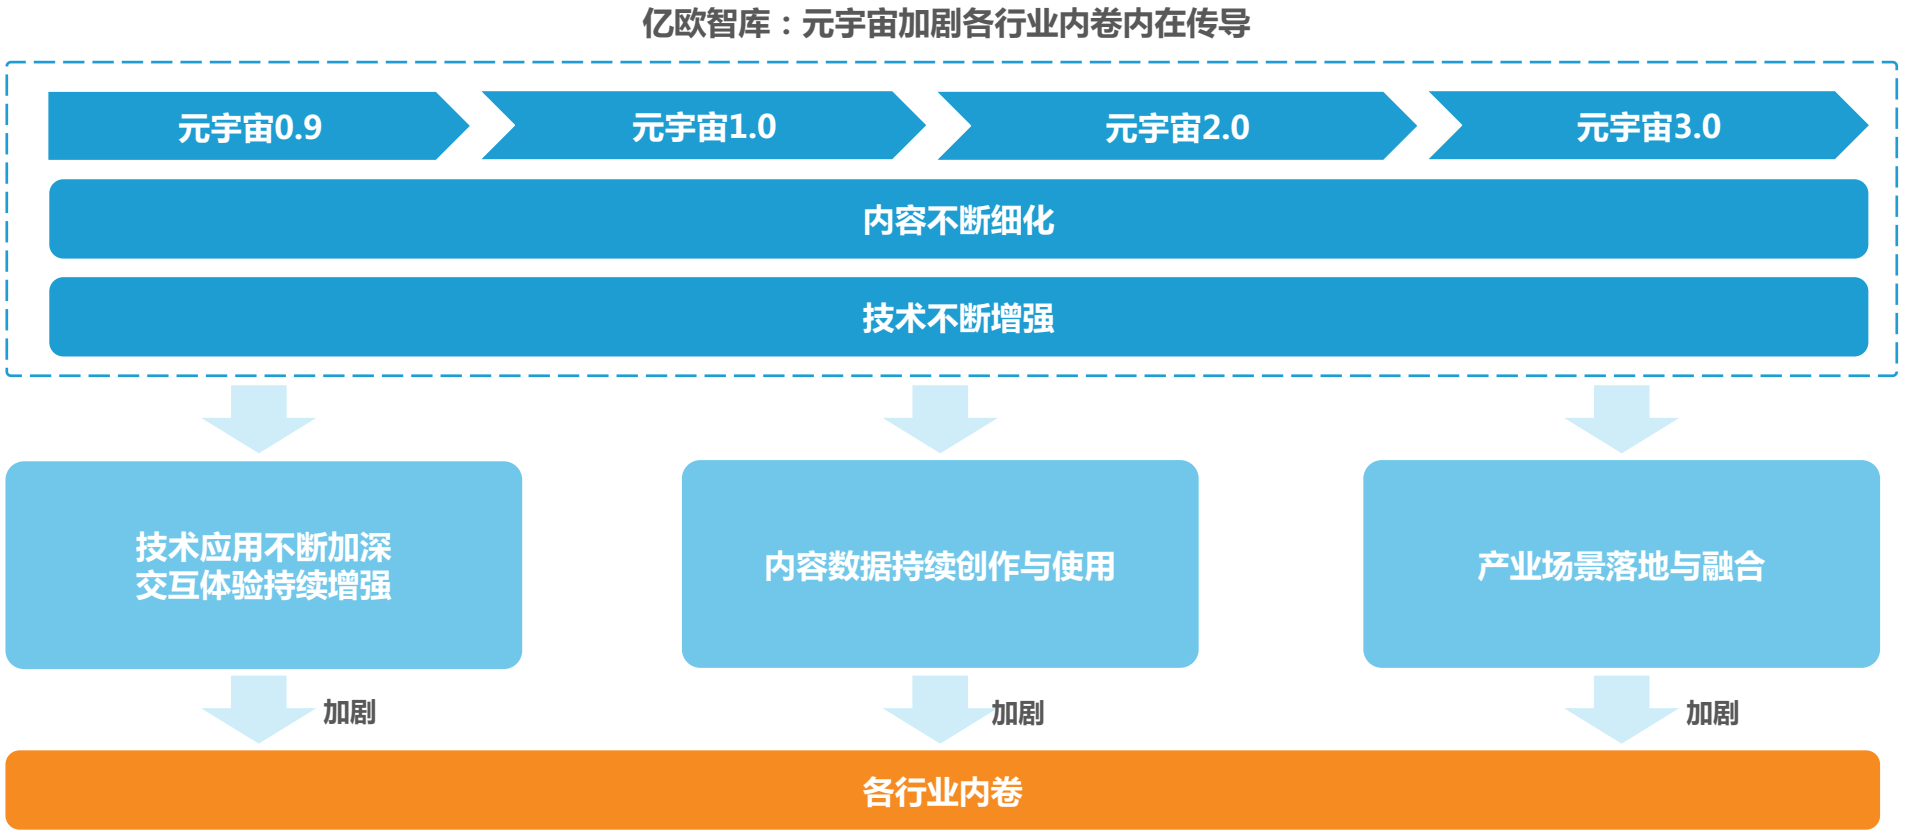 亿欧智库：元宇宙加剧各行业内卷内在传导
元宇宙0.9
元宇宙1.0
元宇宙2.0
元宇宙3.0
内容不断细化
技术不断增强
技术应用不断加深
交互体验持续增强
内容数据持续创作与使用
产业场景落地与融合
加剧
加剧
加剧
各行业内卷